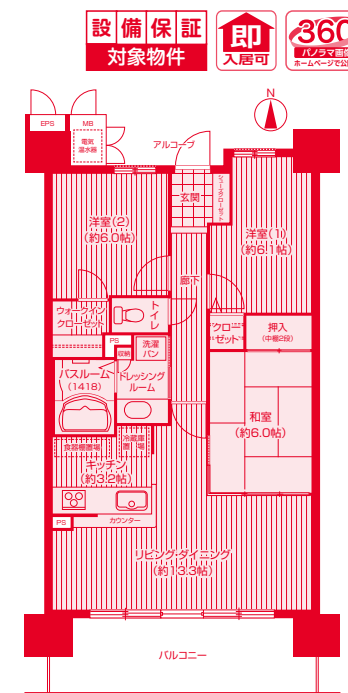 設備保証
対象物件
即
入居可
360
パノラマ画像
ホームページで公
EPS
MB
電気
温水器
アルコーブ
N
玄関
シューズクローゼット
洋室(2)
(約6.0帖)
洋室(1)
(約6.1帖)
廊下
ウォークイン
クローゼット
トイレ
PS
収納
洗濯
パン
クロー
ゼット
押入
(中棚2段)
バスルーム
(1418)
ドレッシング
ルーム
和室
(約6.0帖)
食器棚置場
冷蔵庫
置場
キッチン
(約3.2帖)
カウンター
PS
リビング・ダイニング
(約13.3帖)
バルコニー